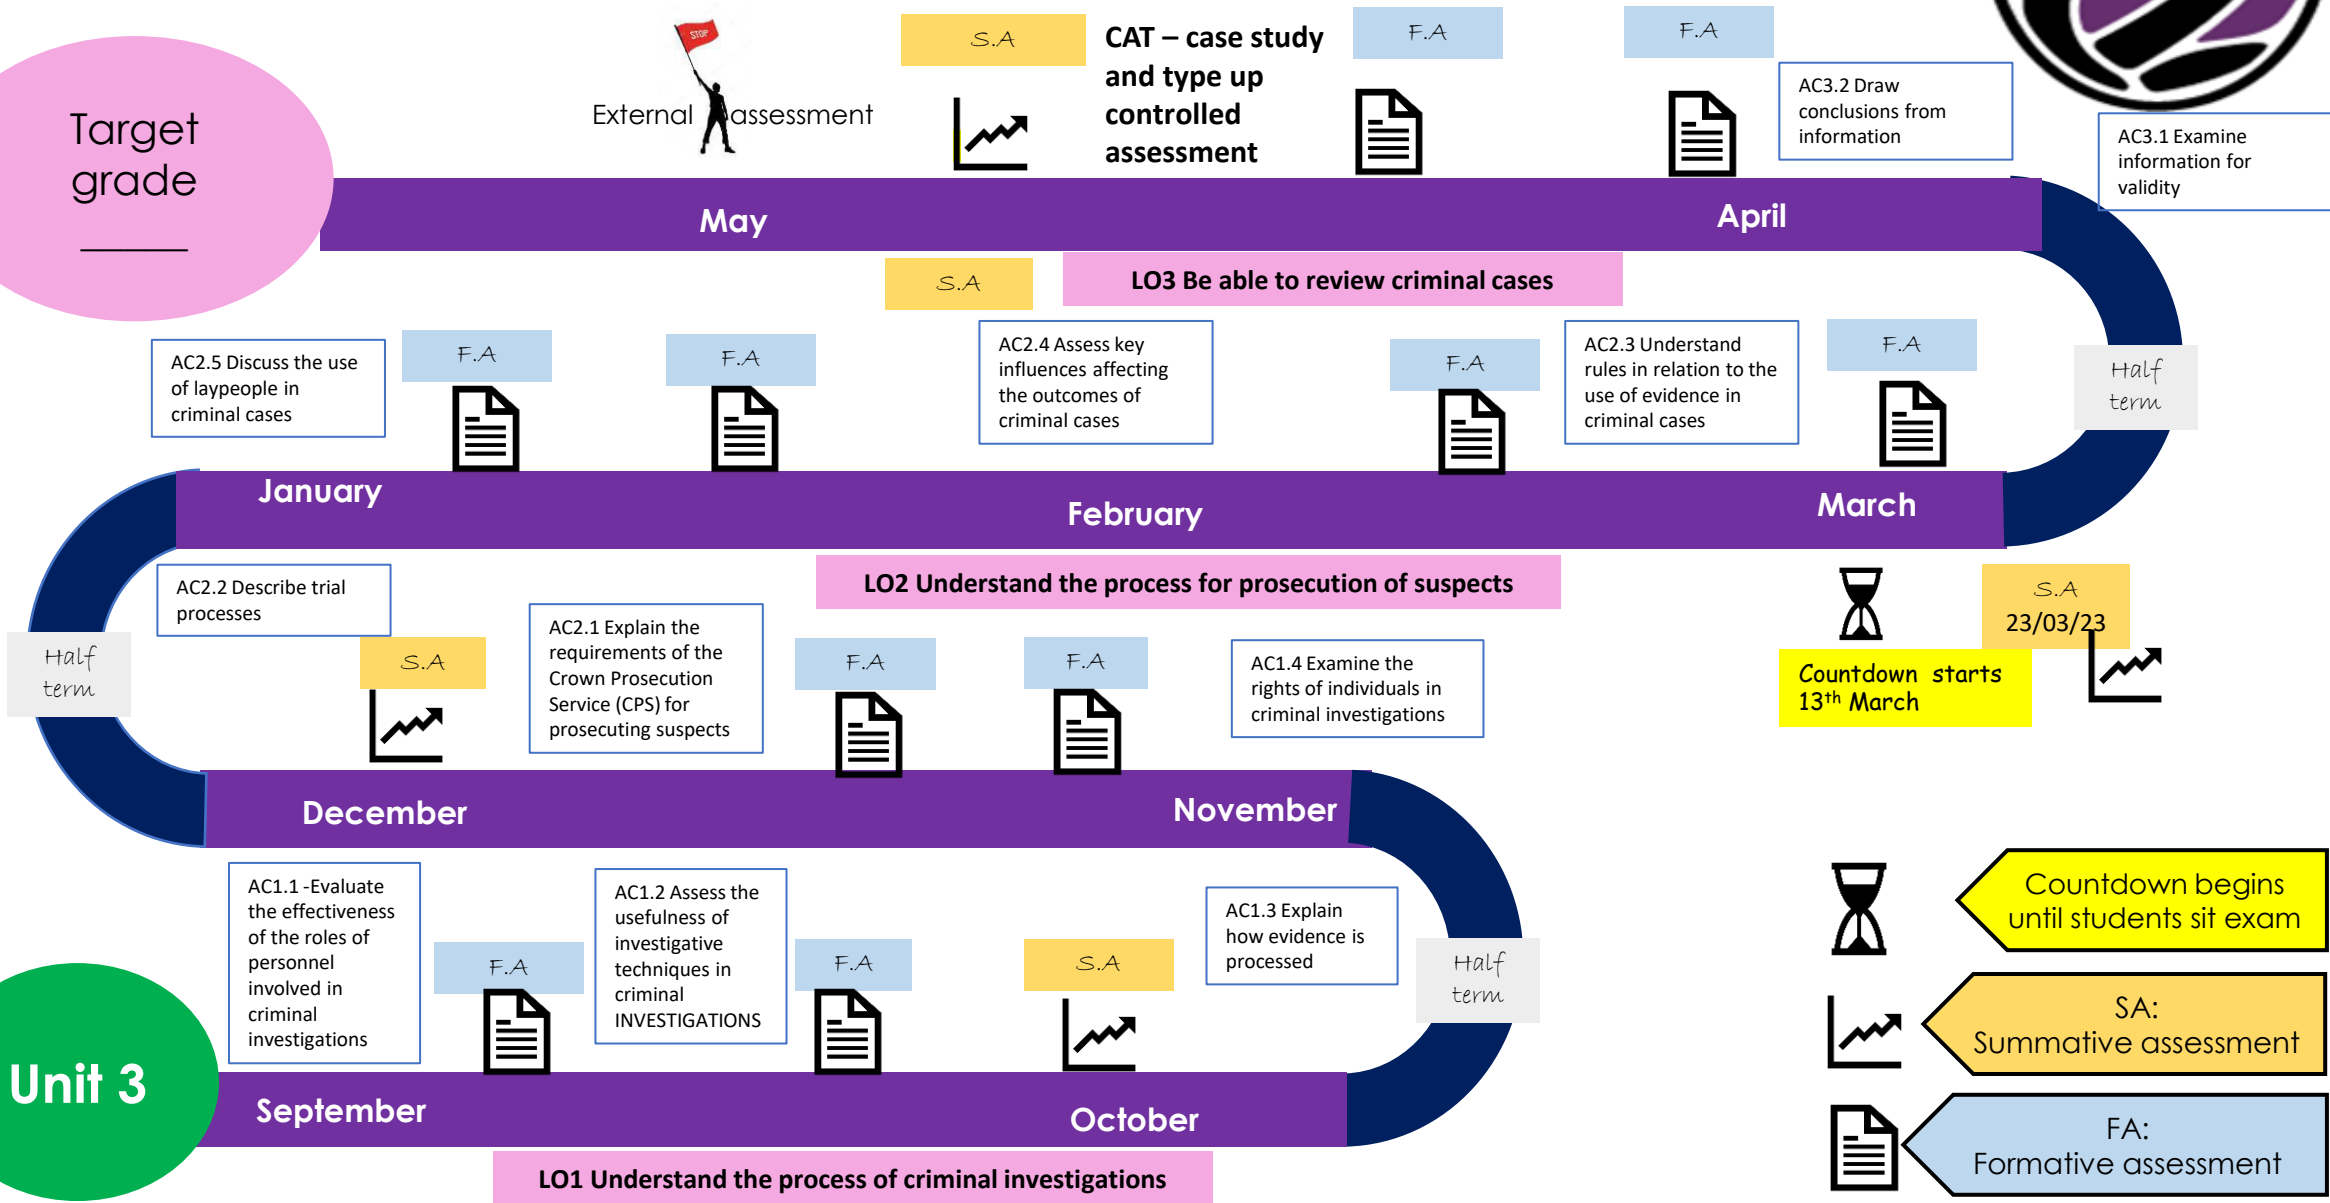 STOP
External assessment
S.A
CAT – case study
and type up
controlled
assessment
F.A
F.A
AC3.2 Draw
conclusions from
information
AC3.1 Examine
information for
validity
Target
grade
______
May
April
S.A
LO3 Be able to review criminal cases
AC2.5 Discuss the use
of laypeople in
criminal cases
F.A
F.A
AC2.4 Assess key
influences affecting
the outcomes of
criminal cases
F.A
AC2.3 Understand
rules in relation to the
use of evidence in
criminal cases
F.A
Half
term
January
February
March
LO2 Understand the process for prosecution of suspects
AC2.2 Describe trial
processes
Half
term
S.A
AC2.1 Explain the
requirements of the
Crown Prosecution
Service (CPS) for
prosecuting suspects
F.A
F.A
AC1.4 Examine the
rights of individuals in
criminal investigations
S.A
23/03/23
Countdown starts
13th March
December
November
AC1.1 -Evaluate
the effectiveness
of the roles of
personnel
involved in
criminal
investigations
F.A
AC1.2 Assess the
usefulness of
investigative
techniques in
criminal
INVESTIGATIONS
F.A
S.A
AC1.3 Explain
how evidence is
processed
Half
term
Countdown begins
until students sit exam
SA:
Summative assessment
FA:
Formative assessment
Unit 3
September
October
LO1 Understand the process of criminal investigations